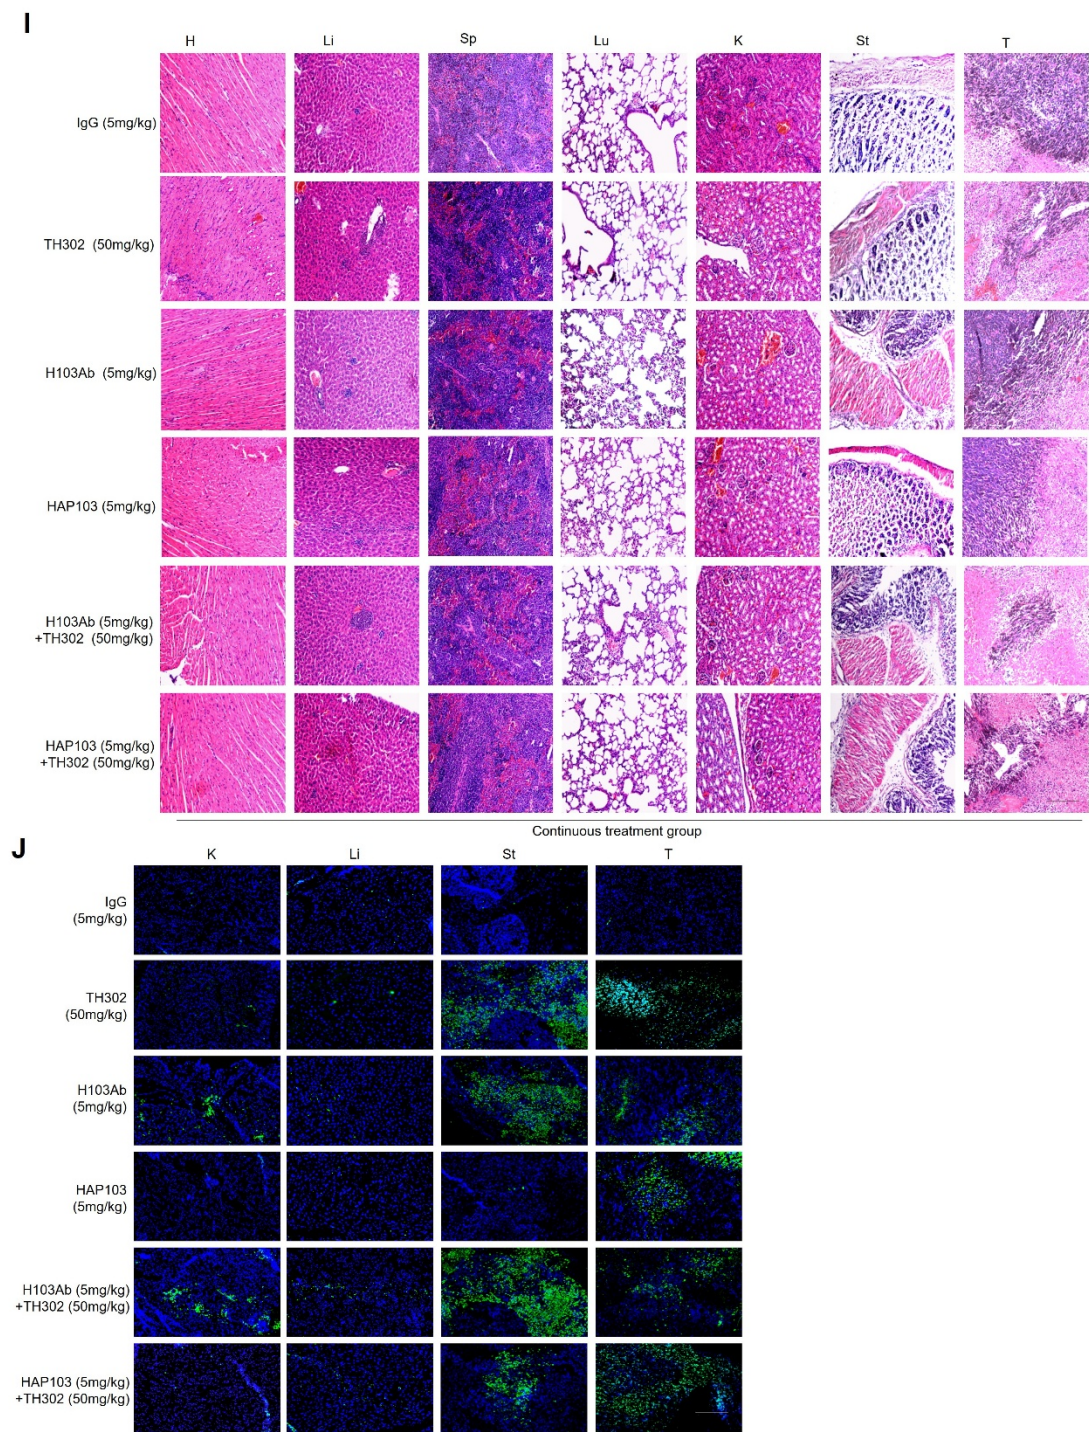 I
H Li Sp Lu K St T
IgG (5mg/kg)
TH302 (50mg/kg)
H103Ab (5mg/kg)
HAP103 (5mg/kg)
H103Ab (5mg/kg)
+TH302 (50mg/kg)
HAP103 (5mg/kg)
+TH302 (50mg/kg)
Continuous treatment group
J
K Li St T
IgG
(5mg/kg)
TH302
(50mg/kg)
H103Ab
(5mg/kg)
HAP103
(5mg/kg)
H103Ab (5mg/kg)
+TH302 (50mg/kg)
HAP103 (5mg/kg)
+TH302 (50mg/kg)